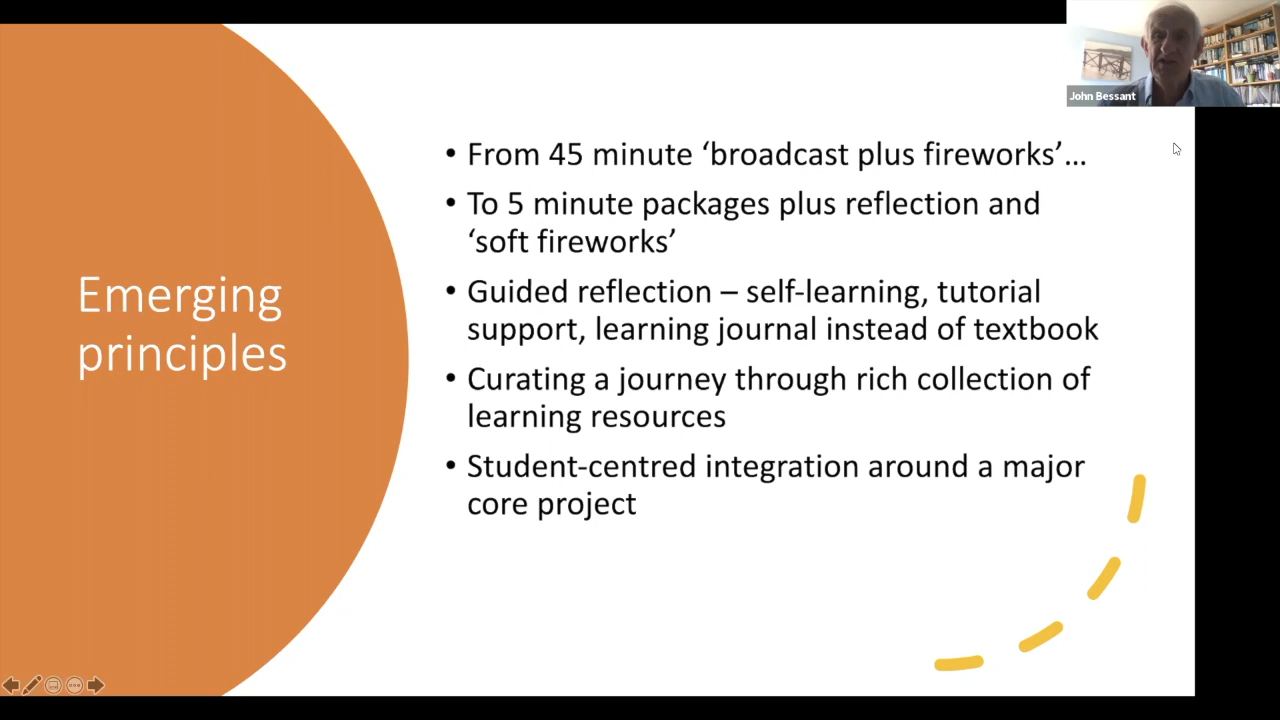 John Bessant
Emerging
principles
• From 45 minute ‘broadcast plus fireworks’…
• To 5 minute packages plus reflection and
‘soft fireworks’
• Guided reflection – self-learning, tutorial
support, learning journal instead of textbook
• Curating a journey through rich collection of
learning resources
• Student-centred integration around a major
core project